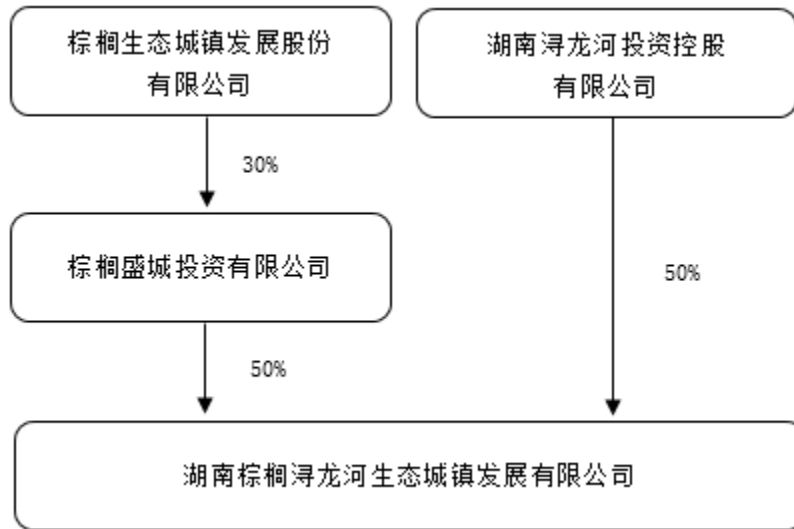 棕榈生态城镇发展股份
有限公司
湖南浔龙河投资控股
有限公司
30%
棕榈盛城投资有限公司
50%
50%
湖南棕榈浔龙河生态城镇发展有限公司